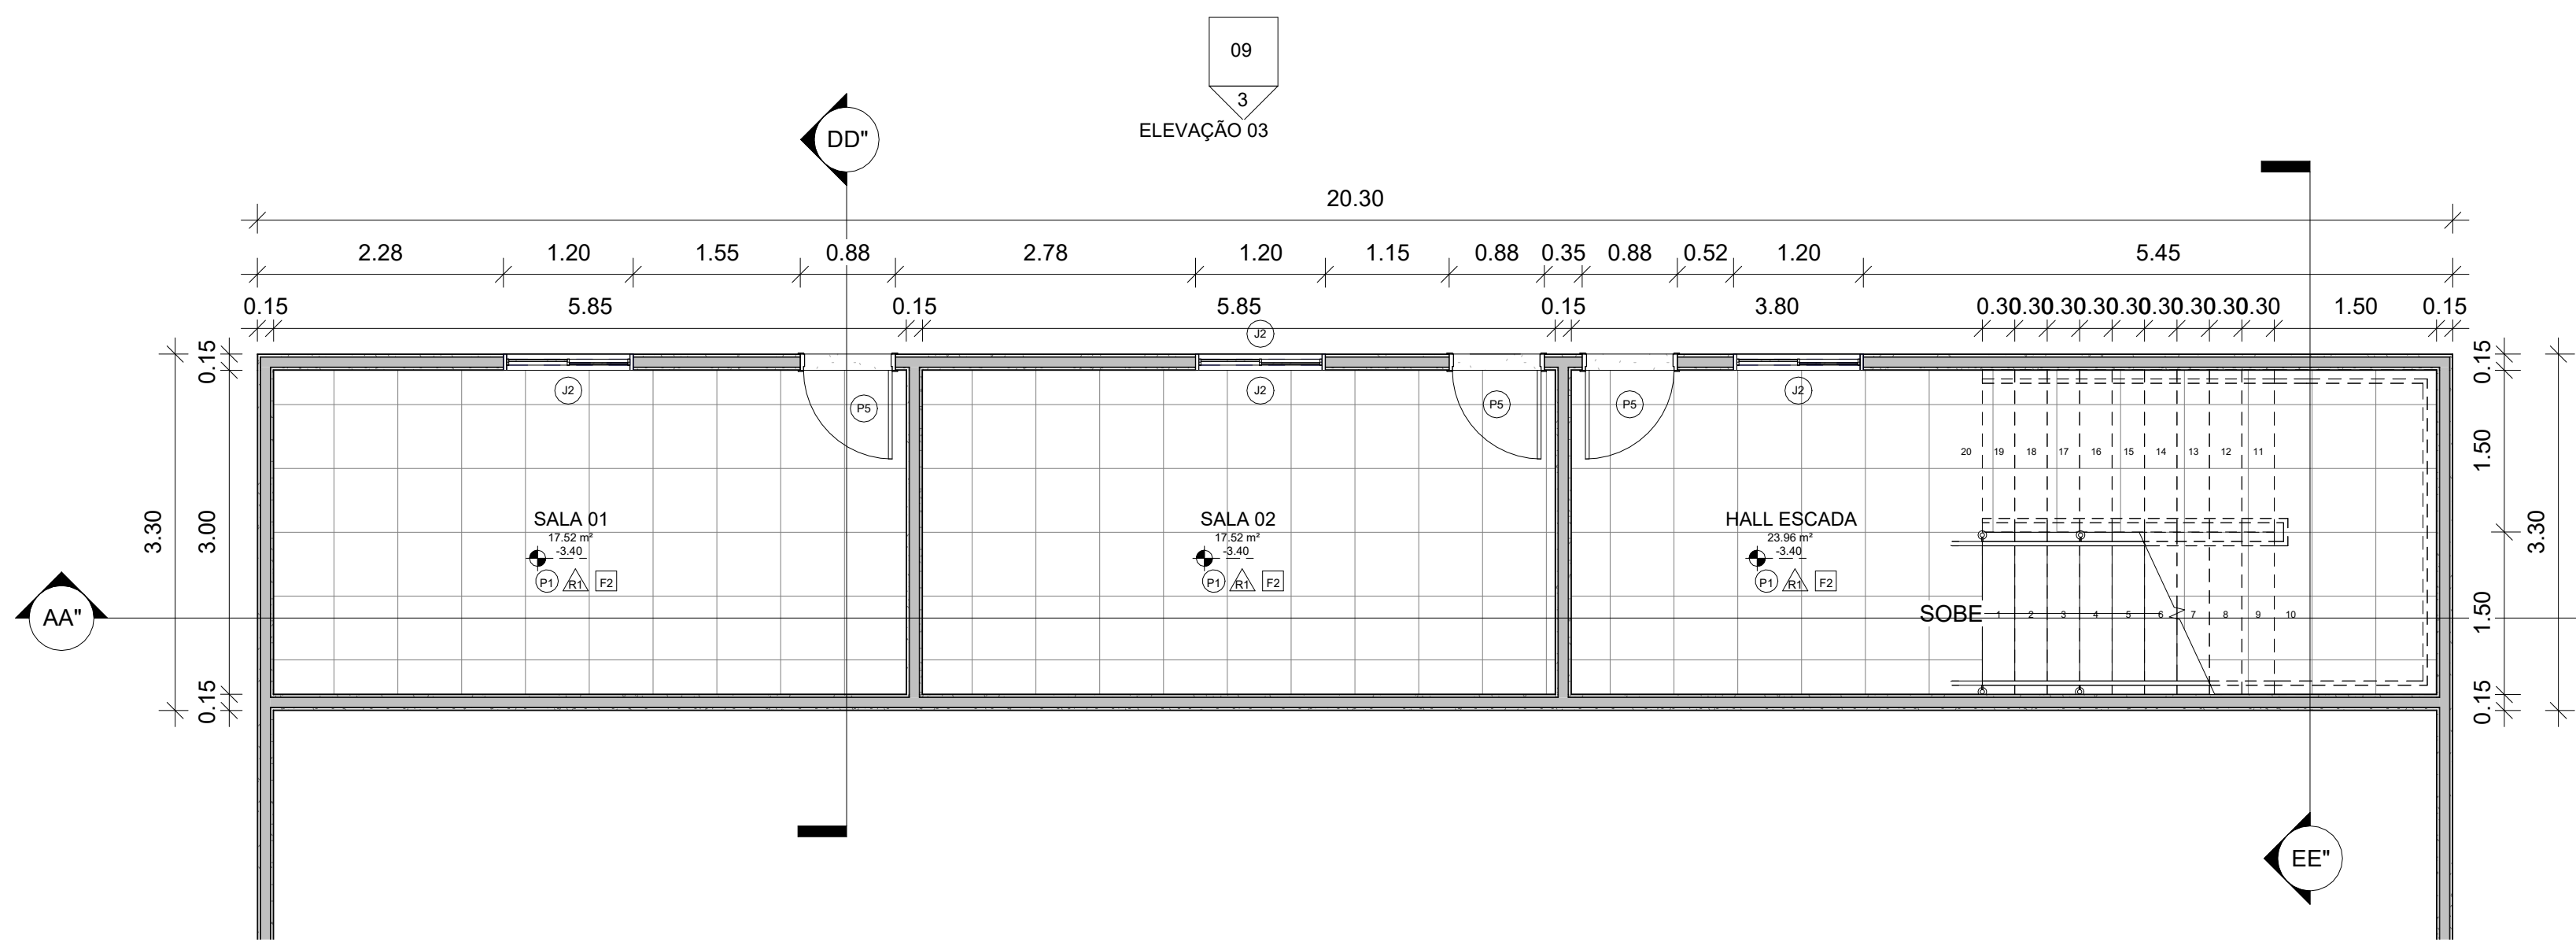 09
3
ELEVAÇÃO 03
DD"
20.30
2.28 1.20 1.55 0.88 2.78 1.20 1.15 0.88 0.35 0.88 0.52 1.20 5.45
0.15 5.85 0.15 5.85 0.15 3.80 0.30 0.30 0.30 0.30 0.30 0.30 0.30 0.30 0.30 1.50 0.15
J2
0.15 0.15
J2 J2 J2
P5 P5 P5
20 19 18 17 16 15 14 13 12 11
1.50
3.30 3.00 3.30
SALA 01 SALA 02 HALL ESCADA
17.52 m² 17.52 m² 23.96 m²
-3.40 -3.40 -3.40
P1 R1 F2 P1 R1 F2 P1 R1 F2
AA" SOBE 1 2 3 4 5 6 7 8 9 10 1.50
0.15 0.15
EE"